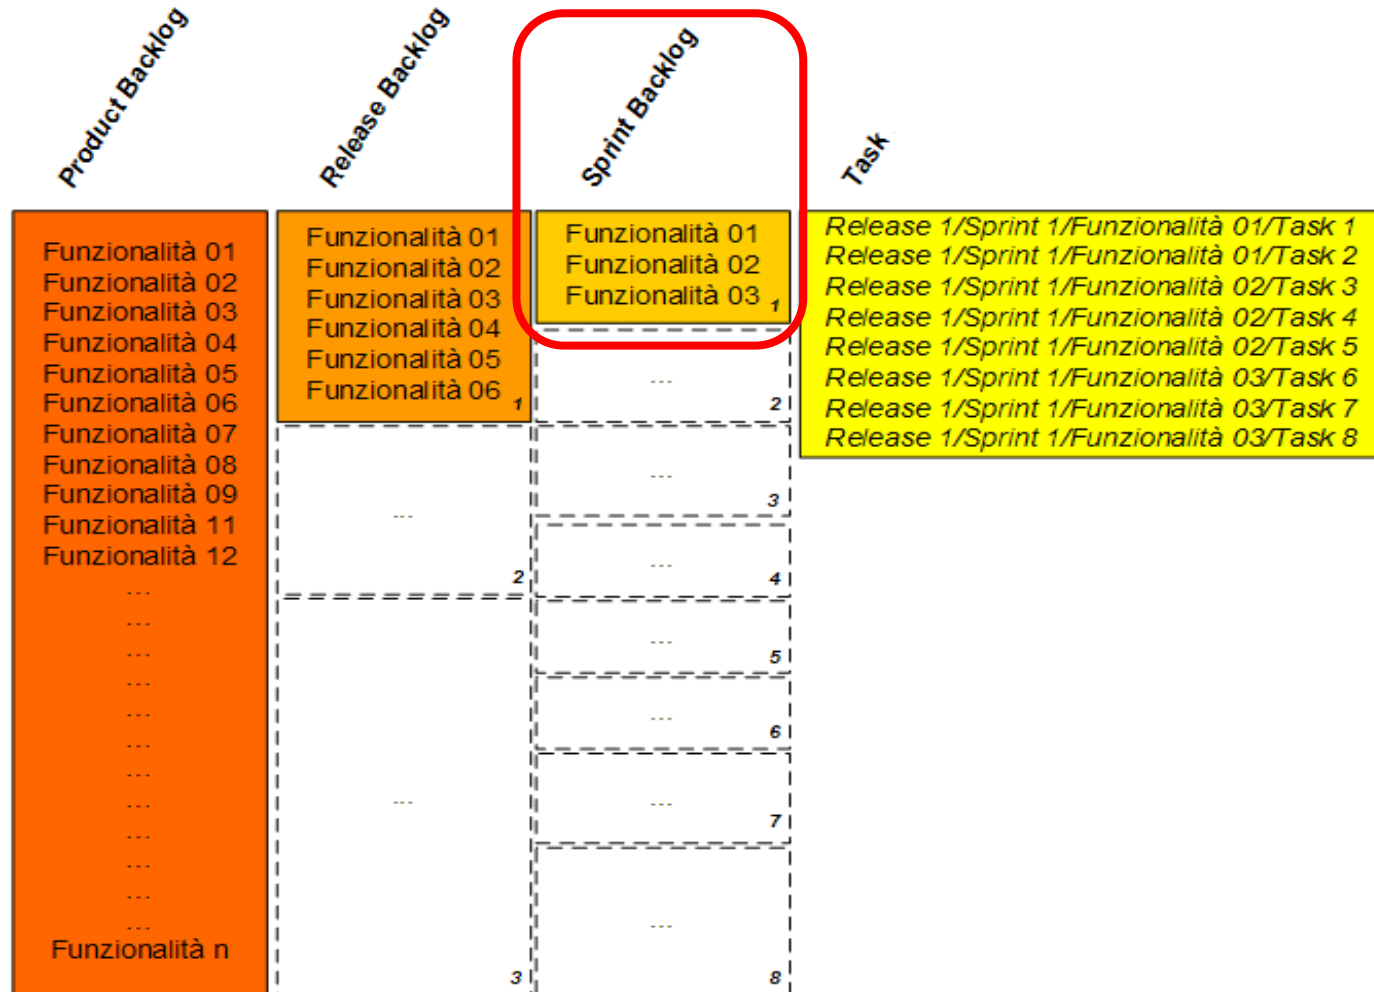 Product Backlog
Release Backlog
Sprint Backlog
Task
Funzionalità 01
Funzionalità 02
Funzionalità 03
Funzionalità 04
Funzionalità 05
Funzionalità 06
Funzionalità 07
Funzionalità 08
Funzionalità 09
Funzionalità 11
Funzionalità 12
...
...
...
...
...
...
...
...
...
...
...
...
Funzionalità n
Funzionalità 01
Funzionalità 02
Funzionalità 03
Funzionalità 04
Funzionalità 05
Funzionalità 06
1
...
2
...
3
Funzionalità 01
Funzionalità 02
Funzionalità 03
1
...
2
...
3
...
4
...
5
...
6
...
7
...
8
Release 1/Sprint 1/Funzionalità 01/Task 1
Release 1/Sprint 1/Funzionalità 01/Task 2
Release 1/Sprint 1/Funzionalità 02/Task 3
Release 1/Sprint 1/Funzionalità 02/Task 4
Release 1/Sprint 1/Funzionalità 02/Task 5
Release 1/Sprint 1/Funzionalità 03/Task 6
Release 1/Sprint 1/Funzionalità 03/Task 7
Release 1/Sprint 1/Funzionalità 03/Task 8